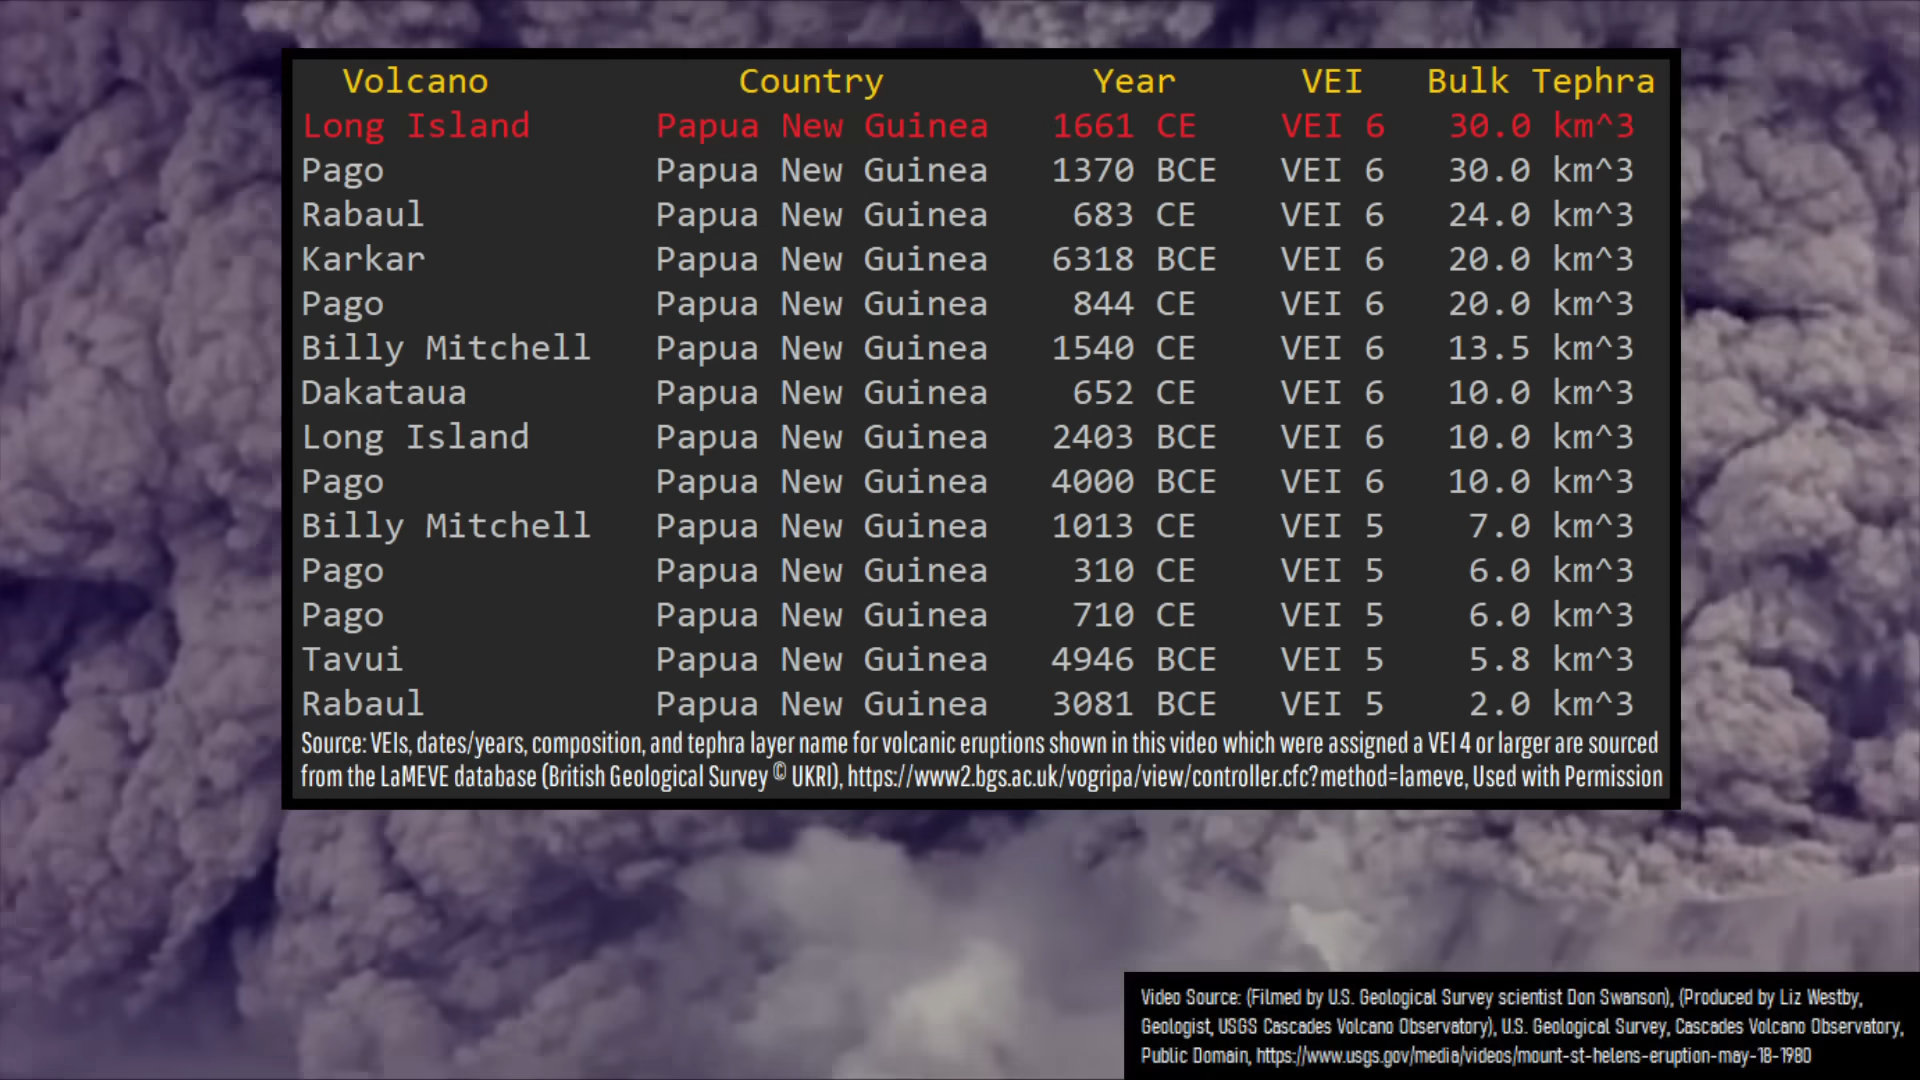 Volcano Country Year VEI Bulk Tephra
Long Island Papua New Guinea 1661 CE VEI 6 30.0 km^3
Pago Papua New Guinea 1370 BCE VEI 6 30.0 km^3
Rabaul Papua New Guinea 683 CE VEI 6 24.0 km^3
Karkar Papua New Guinea 6318 BCE VEI 6 20.0 km^3
Pago Papua New Guinea 844 CE VEI 6 20.0 km^3
Billy Mitchell Papua New Guinea 1540 CE VEI 6 13.5 km^3
Dakataua Papua New Guinea 652 CE VEI 6 10.0 km^3
Long Island Papua New Guinea 2403 BCE VEI 6 10.0 km^3
Pago Papua New Guinea 4000 BCE VEI 6 10.0 km^3
Billy Mitchell Papua New Guinea 1013 CE VEI 5 7.0 km^3
Pago Papua New Guinea 310 CE VEI 5 6.0 km^3
Pago Papua New Guinea 710 CE VEI 5 6.0 km^3
Tavui Papua New Guinea 4946 BCE VEI 5 5.8 km^3
Rabaul Papua New Guinea 3081 BCE VEI 5 2.0 km^3
Source: VEIs, dates/years, composition, and tephra layer name for volcanic eruptions shown in this video which were assigned a VEI 4 or larger are sourced
from the LaMEVE database (British Geological Survey © UKRI), https://www2.bgs.ac.uk/vogripa/view/controller.cfc?method=lameve, Used with Permission
Video Source: (Filmed by U.S. Geological Survey scientist Don Swanson), (Produced by Liz Westby,
Geologist, USGS Cascades Volcano Observatory), U.S. Geological Survey, Cascades Volcano Observatory,
Public Domain, https://www.usgs.gov/media/videos/mount-st-helens-eruption-may-18-1980